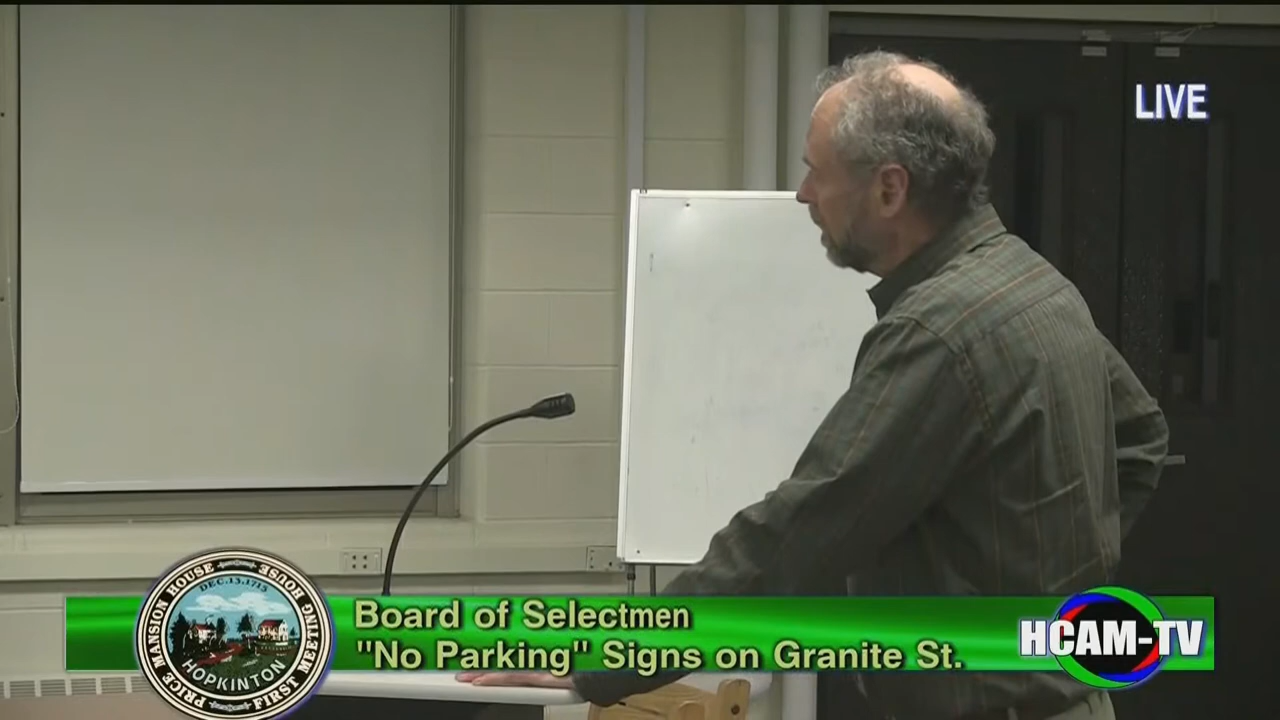 LIVE
Board of Selectmen
"No Parking" Signs on Granite St.
HCAM-TV
PRICE MANSION HOUSE FIRST MEETING HOUSE
DEC.13.1715
HOPKINTON